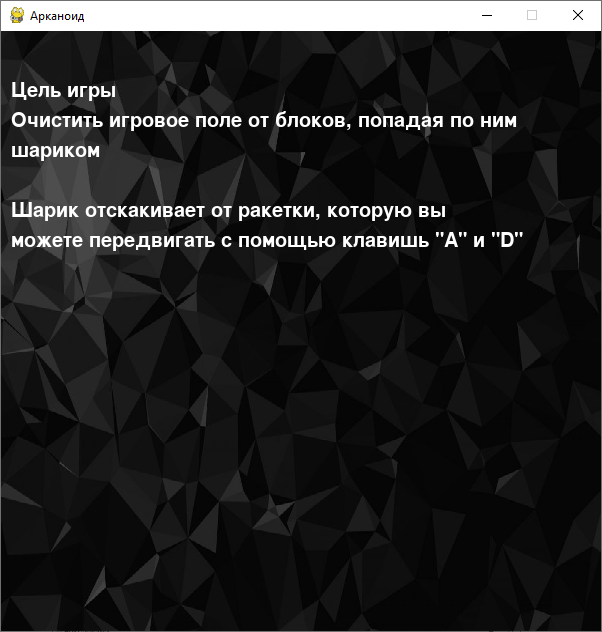 Арканоид
Цель игры
Очистить игровое поле от блоков, попадая по ним
шариком
Шарик отскакивает от ракетки, которую вы
можете передвигать с помощью клавишь "A" и "D"